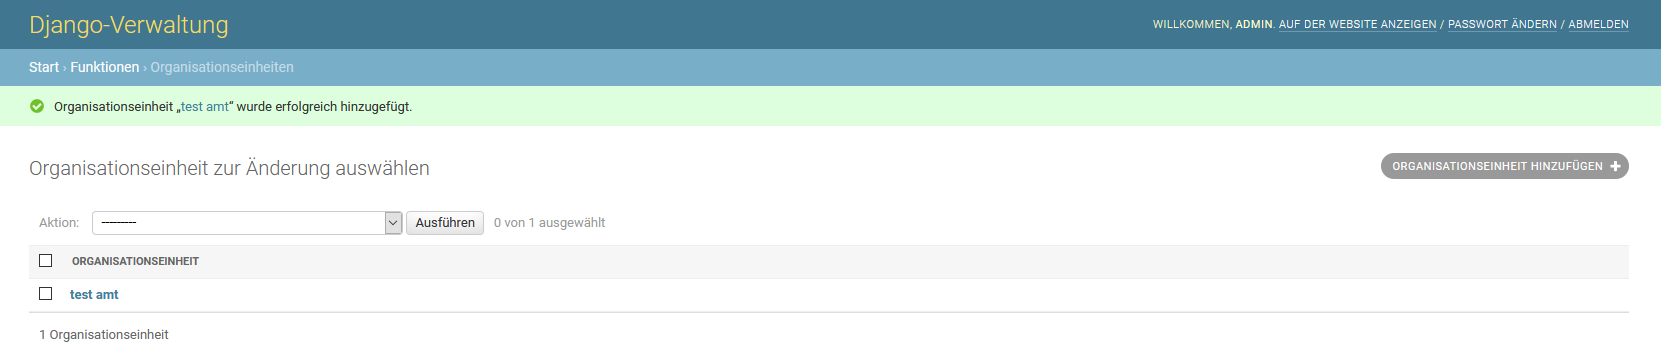 Django-Verwaltung
WILLKOMMEN, ADMIN. AUF DER WEBSITE ANZEIGEN / PASSWORT ÄNDERN / ABMELDEN
Start › Funktionen › Organisationseinheiten
Organisationseinheit „test amt“ wurde erfolgreich hinzugefügt.
Organisationseinheit zur Änderung auswählen
ORGANISATIONSEINHEIT HINZUFÜGEN +
Aktion: --------- Ausführen 0 von 1 ausgewählt
ORGANISATIONSEINHEIT
test amt
1 Organisationseinheit